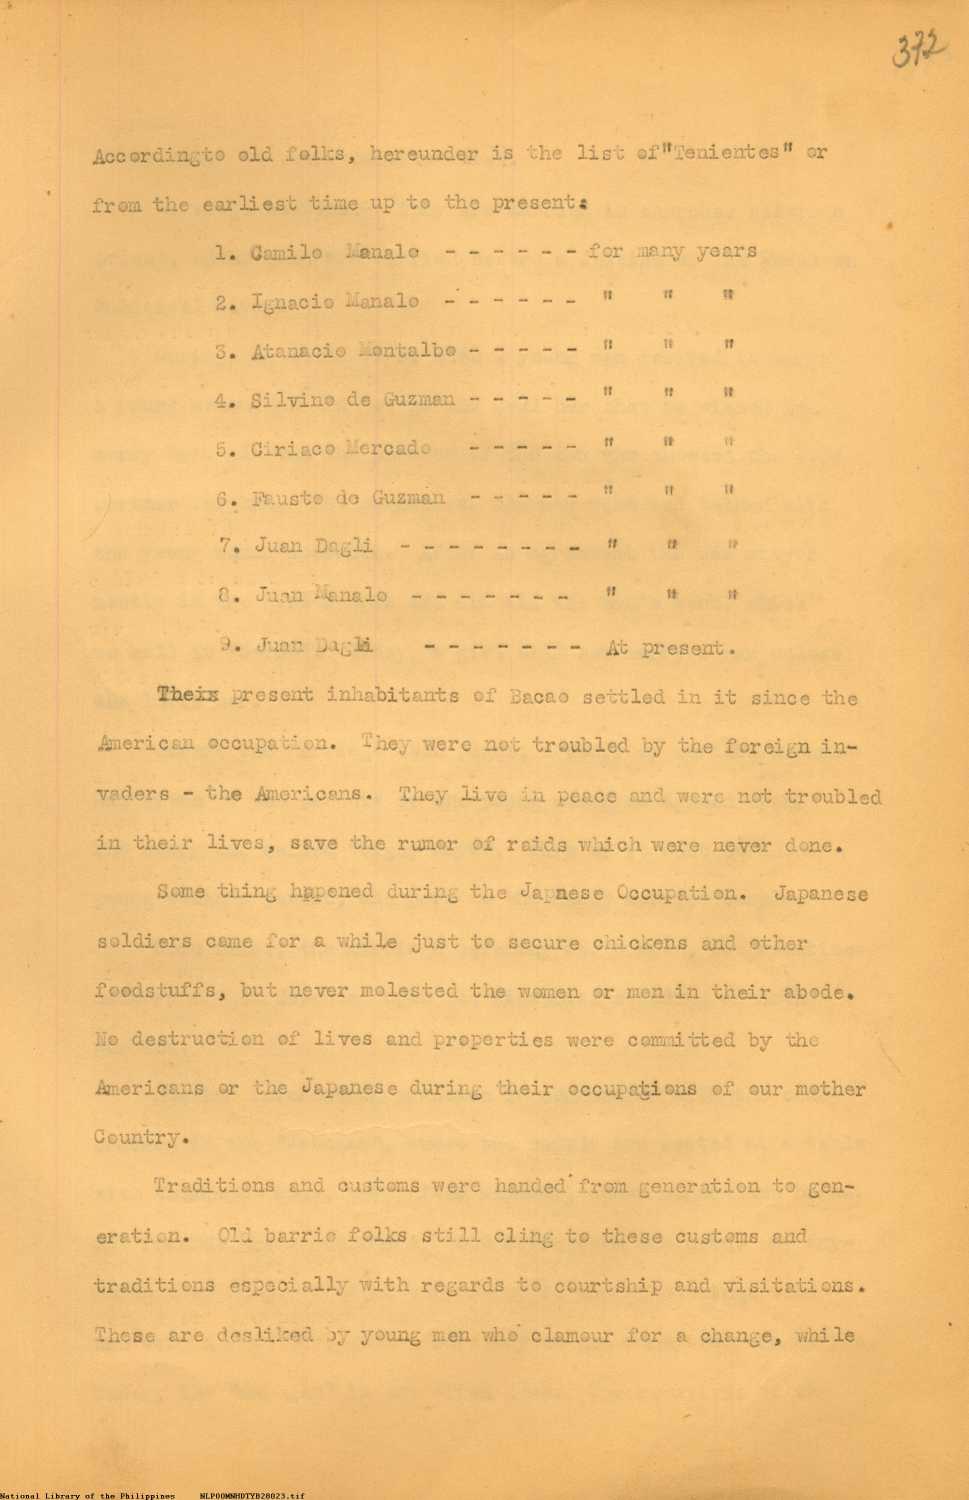 372
Accordingto old folks, hereunder is the list of"Tenientes" or
from the earliest time up to the present:
1. Camilo Manalo - - - - - - for many years
2. Ignacio Manalo - - - - - - " " "
3. Atanacio Montalbo - - - - - " " "
4. Silvino de Guzman - - - - - " " "
5. Ciriaco Mercado - - - - - " " "
6. Fausto de Guzman - - - - - " " "
7. Juan Dagli - - - - - - - - " " "
8. Juan Manalo - - - - - - - " " "
9. Juan Dagli - - - - - - - At present.
Theix present inhabitants of Bacao settled in it since the
American occupation. They were not troubled by the foreign in-
vaders - the Americans. They live in peace and were not troubled
in their lives, save the rumor of raids which were never done.
Some thing hapened during the Japnese Occupation. Japanese
soldiers came for a while just to secure chickens and other
foodstuffs, but never molested the women or men in their abode.
No destruction of lives and properties were committed by the
Americans or the Japanese during their occupations of our mother
Country.
Traditions and customs were handed from generation to gen-
eration. Old barrio folks still cling to these customs and
traditions especially with regards to courtship and visitations.
These are desliked by young men who clamour for a change, while
National Library of the Philippines NLPOOMNHDTYB28023.tif